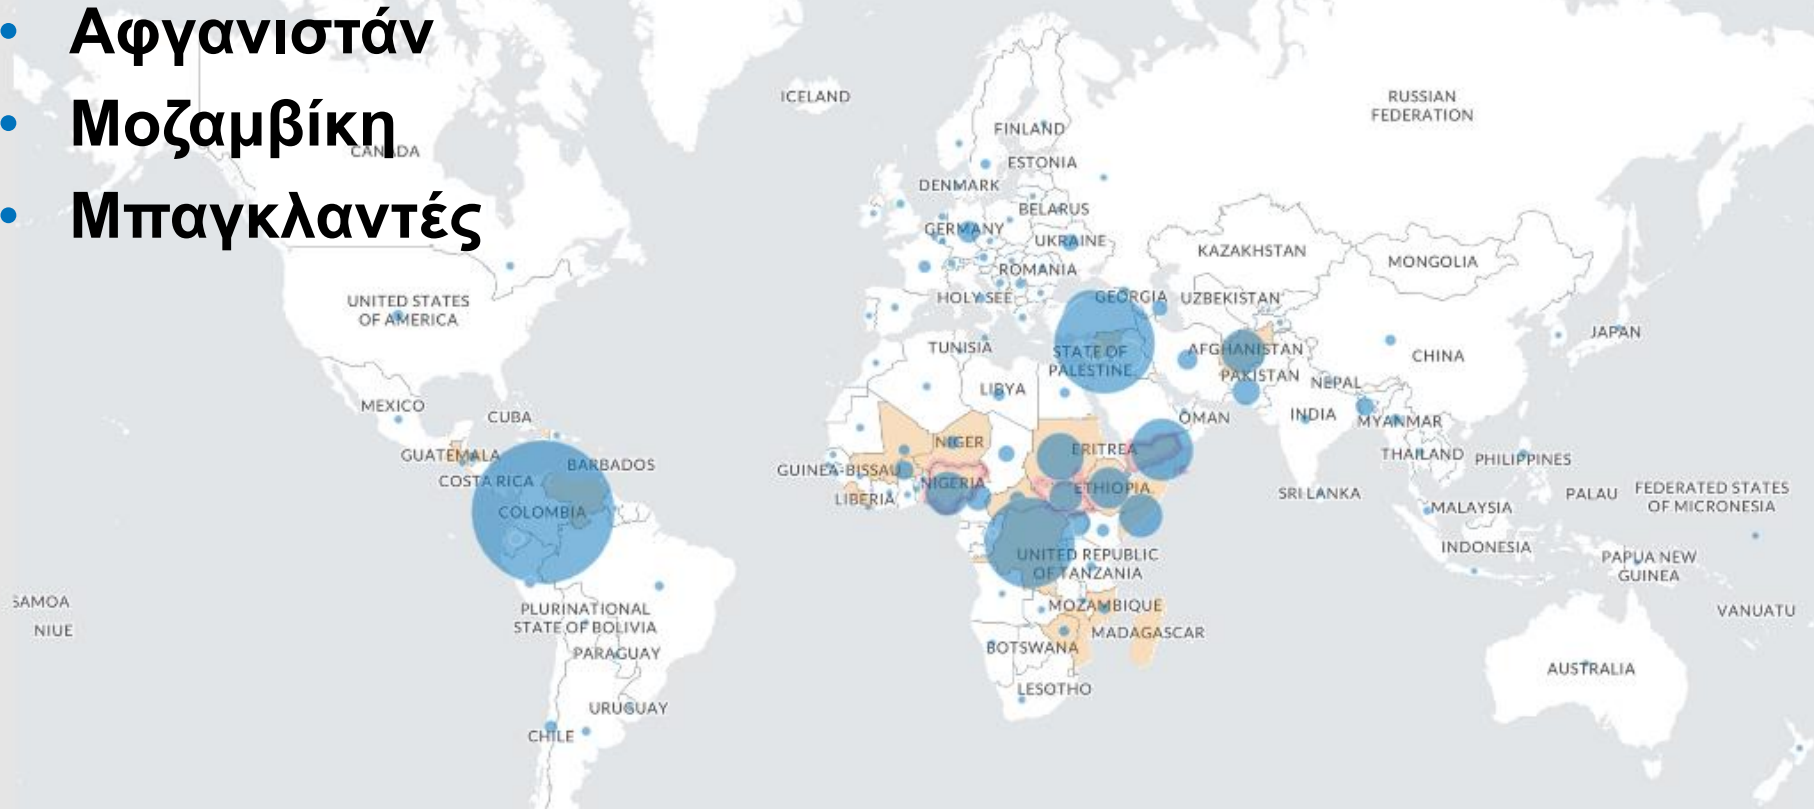 • Αφγανιστάν
• Μοζαμβίκη
• Μπαγκλαντές
ICELAND
RUSSIAN
FEDERATION
FINLAND
CANADA
ESTONIA
DENMARK
BELARUS
GERMANY
UKRAINE
KAZAKHSTAN
MONGOLIA
ROMANIA
HOLY SEE
GEORGIA
UZBEKISTAN
UNITED STATES
OF AMERICA
JAPAN
TUNISIA
STATE OF
PALESTINE
AFGHANISTAN
CHINA
PAKISTAN
NEPAL
LIBYA
MEXICO
CUBA
OMAN
INDIA
MYANMAR
NIGER
ERITREA
GUATEMALA
BARBADOS
THAILAND
PHILIPPINES
GUINEA-BISSAU
COSTA RICA
NIGERIA
ETHIOPIA
LIBERIA
SRI LANKA
PALAU
FEDERATED STATES
OF MICRONESIA
COLOMBIA
MALAYSIA
INDONESIA
UNITED REPUBLIC
OF TANZANIA
PAPUA NEW
GUINEA
SAMOA
NIUE
PLURINATIONAL
STATE OF BOLIVIA
MOZAMBIQUE
VANUATU
MADAGASCAR
BOTSWANA
PARAGUAY
AUSTRALIA
LESOTHO
URUGUAY
CHILE